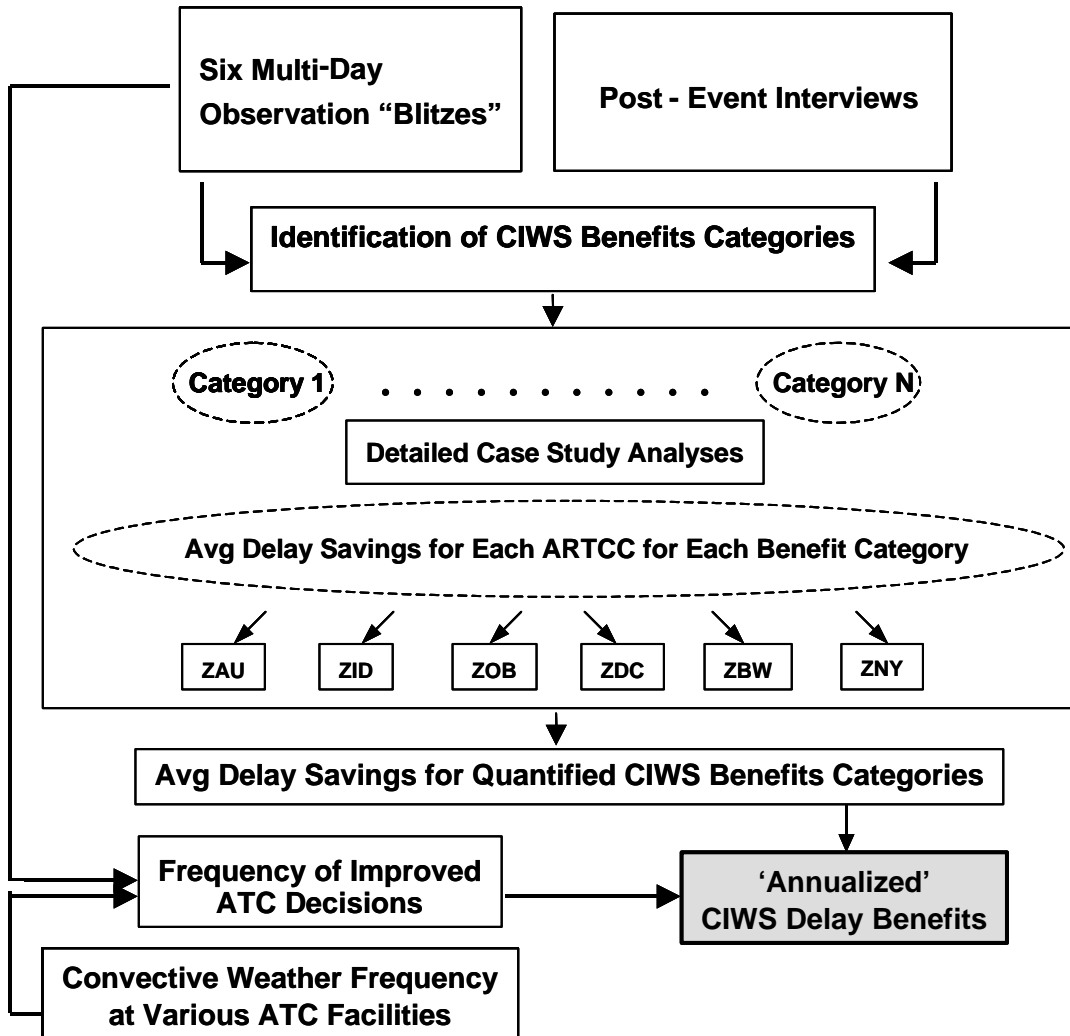 Six Multi-Day
Observation “Blitzes”
Post - Event Interviews
Identification of CIWS Benefits Categories
Category 1
. . . . . . . . . . .
Category N
Detailed Case Study Analyses
Avg Delay Savings for Each ARTCC for Each Benefit Category
ZAU
ZID
ZOB
ZDC
ZBW
ZNY
Avg Delay Savings for Quantified CIWS Benefits Categories
Frequency of Improved
ATC Decisions
‘Annualized’
CIWS Delay Benefits
Convective Weather Frequency
at Various ATC Facilities